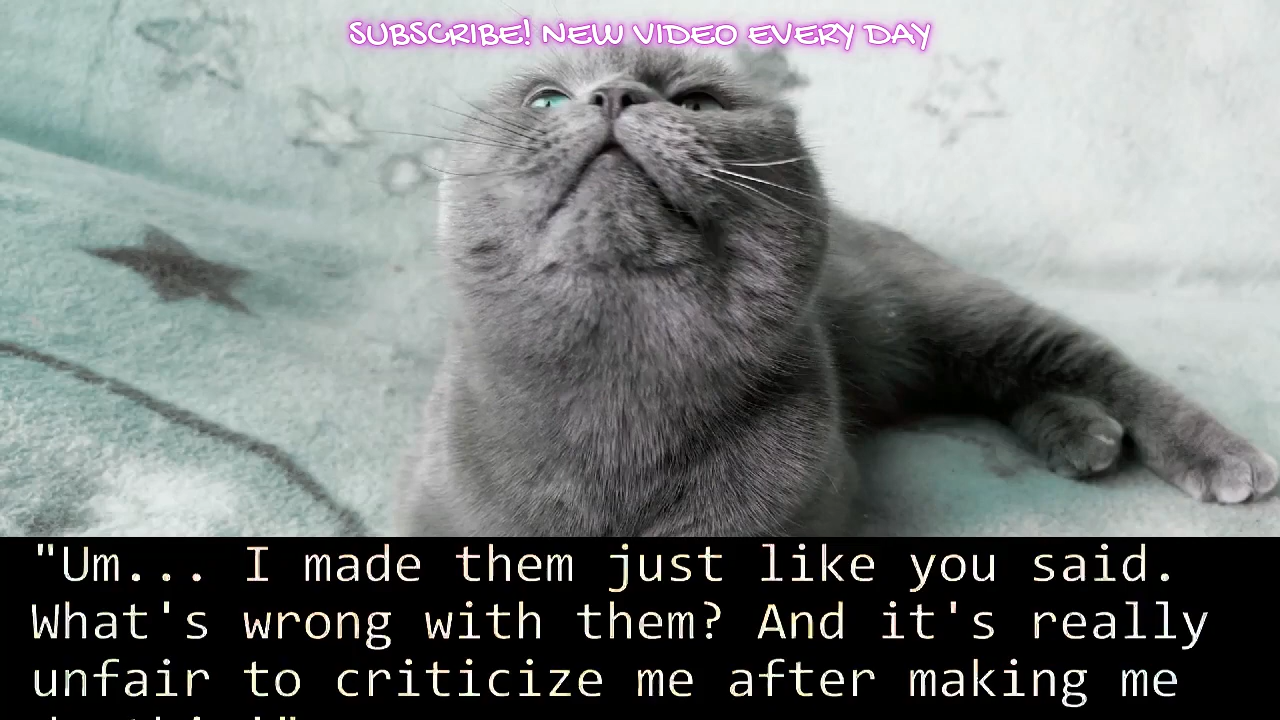 SUBSCRIBE! NEW VIDEO EVERY DAY
"Um... I made them just like you said.
What's wrong with them? And it's really
unfair to criticize me after making me